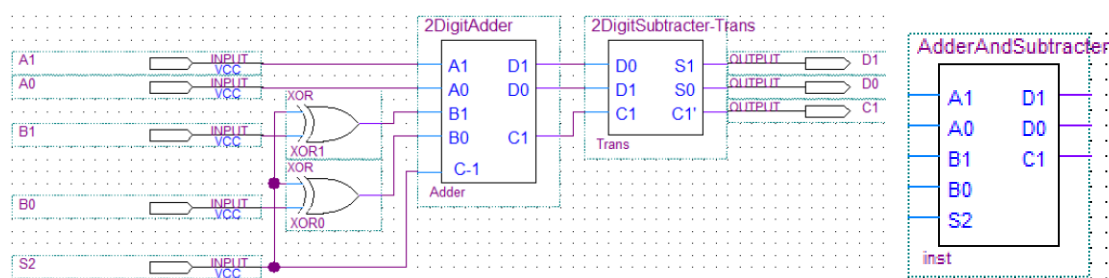 2DigitAdder
2DigitSubtracter-Trans
AdderAndSubtracter
A1 INPUT VCC
A0 INPUT VCC
B1 INPUT VCC
B0 INPUT VCC
S2 INPUT VCC
XOR
XOR1
XOR
XOR0
A1 D1
A0 D0
B1
B0 C1
C-1
Adder
D0 S1
D1 S0
C1 C1'
Trans
OUTPUT D1
OUTPUT D0
OUTPUT C1
A1 D1
A0 D0
B1 C1
B0
S2
inst